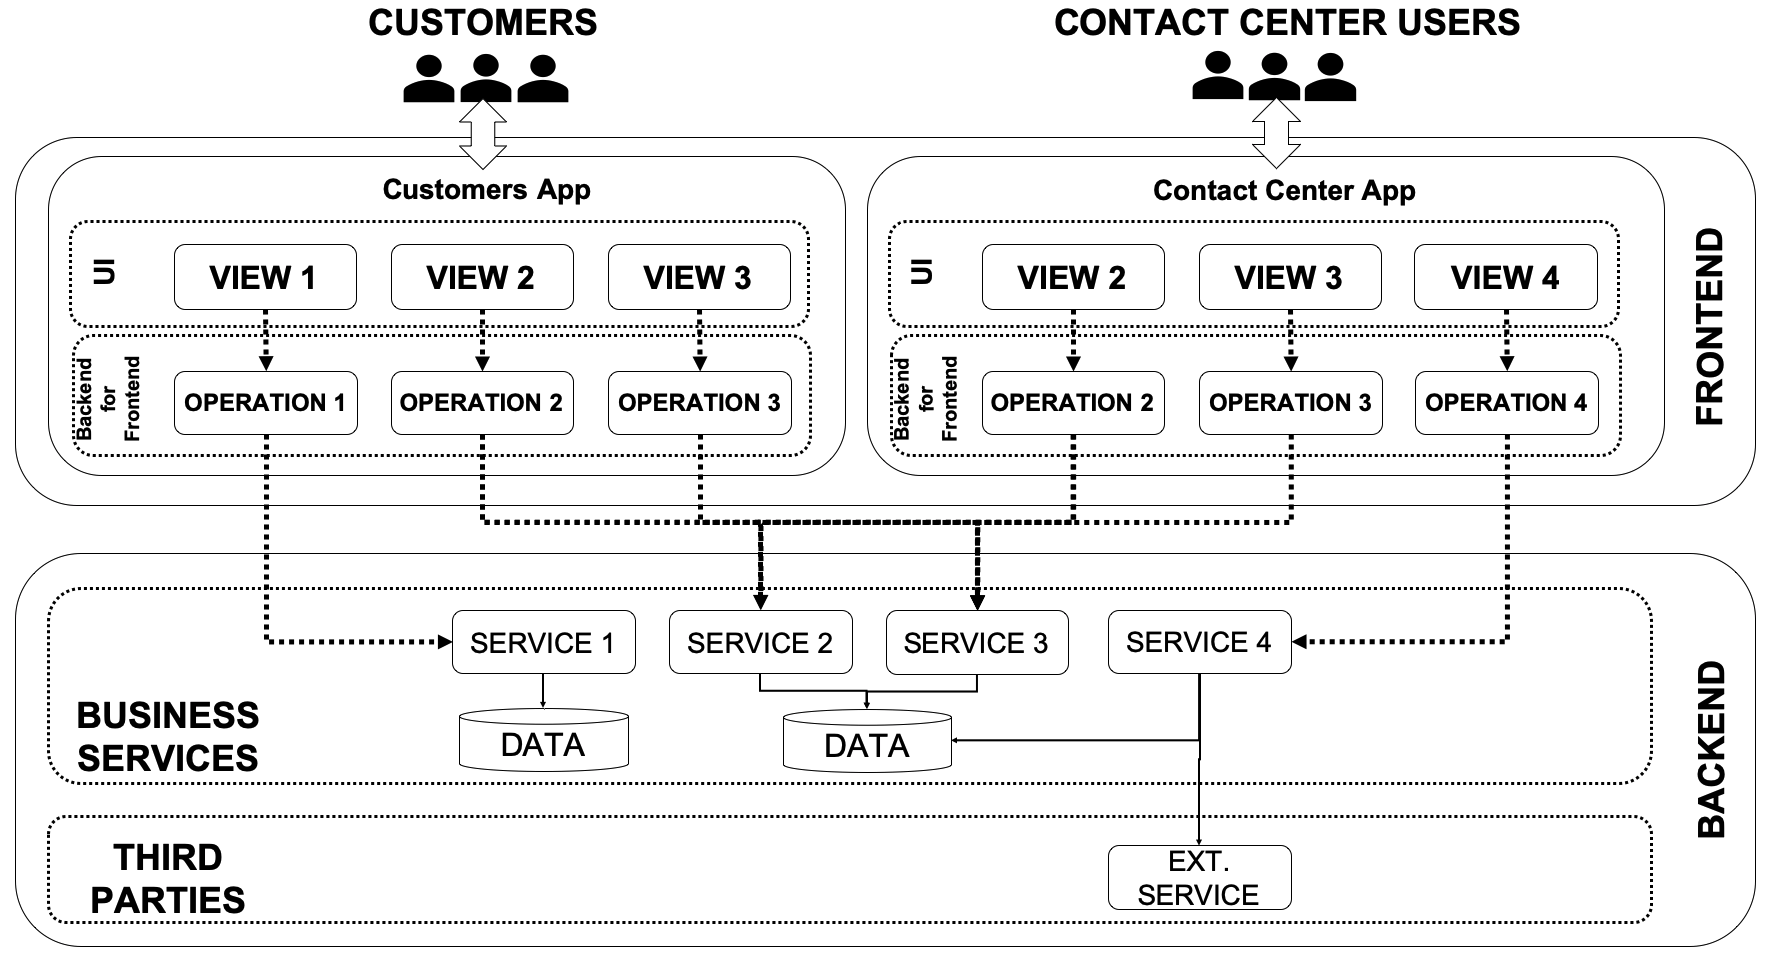 CUSTOMERS
CONTACT CENTER USERS
Customers App
UI
VIEW 1
VIEW 2
VIEW 3
Backend
for
Frontend
OPERATION 1
OPERATION 2
OPERATION 3
Contact Center App
UI
VIEW 2
VIEW 3
VIEW 4
Backend
for
Frontend
OPERATION 2
OPERATION 3
OPERATION 4
FRONTEND
SERVICE 1
SERVICE 2
SERVICE 3
SERVICE 4
BUSINESS
SERVICES
DATA
DATA
THIRD
PARTIES
EXT.
SERVICE
BACKEND